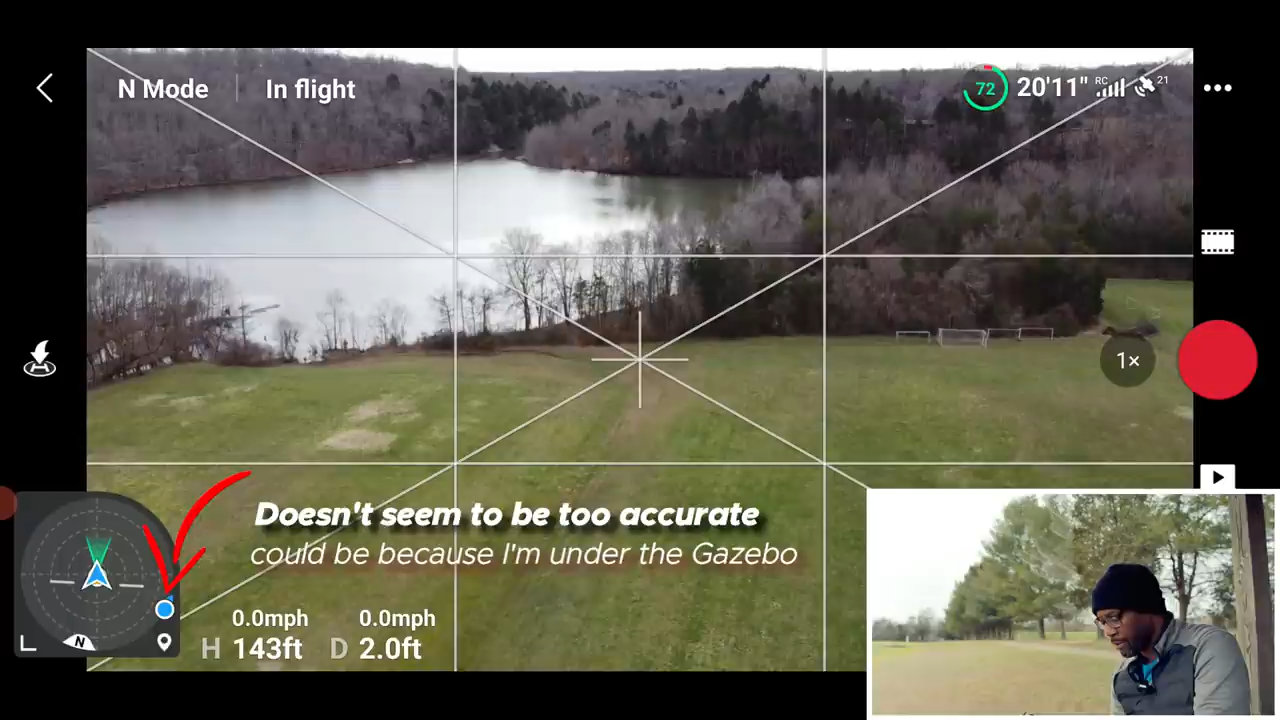 N Mode
In flight
72
20'11"
RC
21
1×
Doesn't seem to be too accurate
could be because I'm under the Gazebo
0.0mph
0.0mph
H 143ft
D 2.0ft
L
N